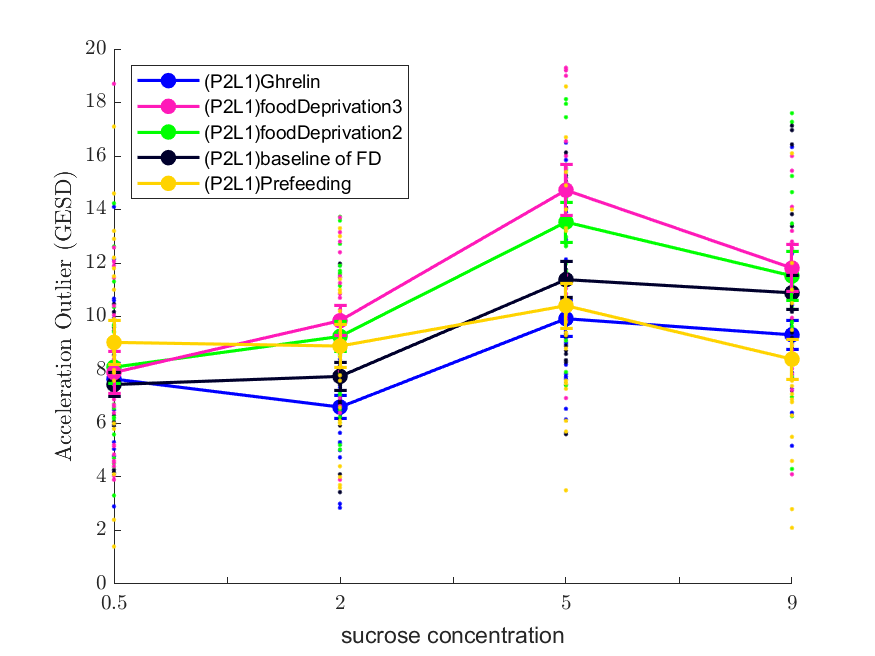 20
18
16
14
12
10
8
6
4
2
0
Acceleration Outlier (GESD)
(P2L1)Ghrelin
(P2L1)foodDeprivation3
(P2L1)foodDeprivation2
(P2L1)baseline of FD
(P2L1)Prefeeding
0.5 2 5 9
sucrose concentration